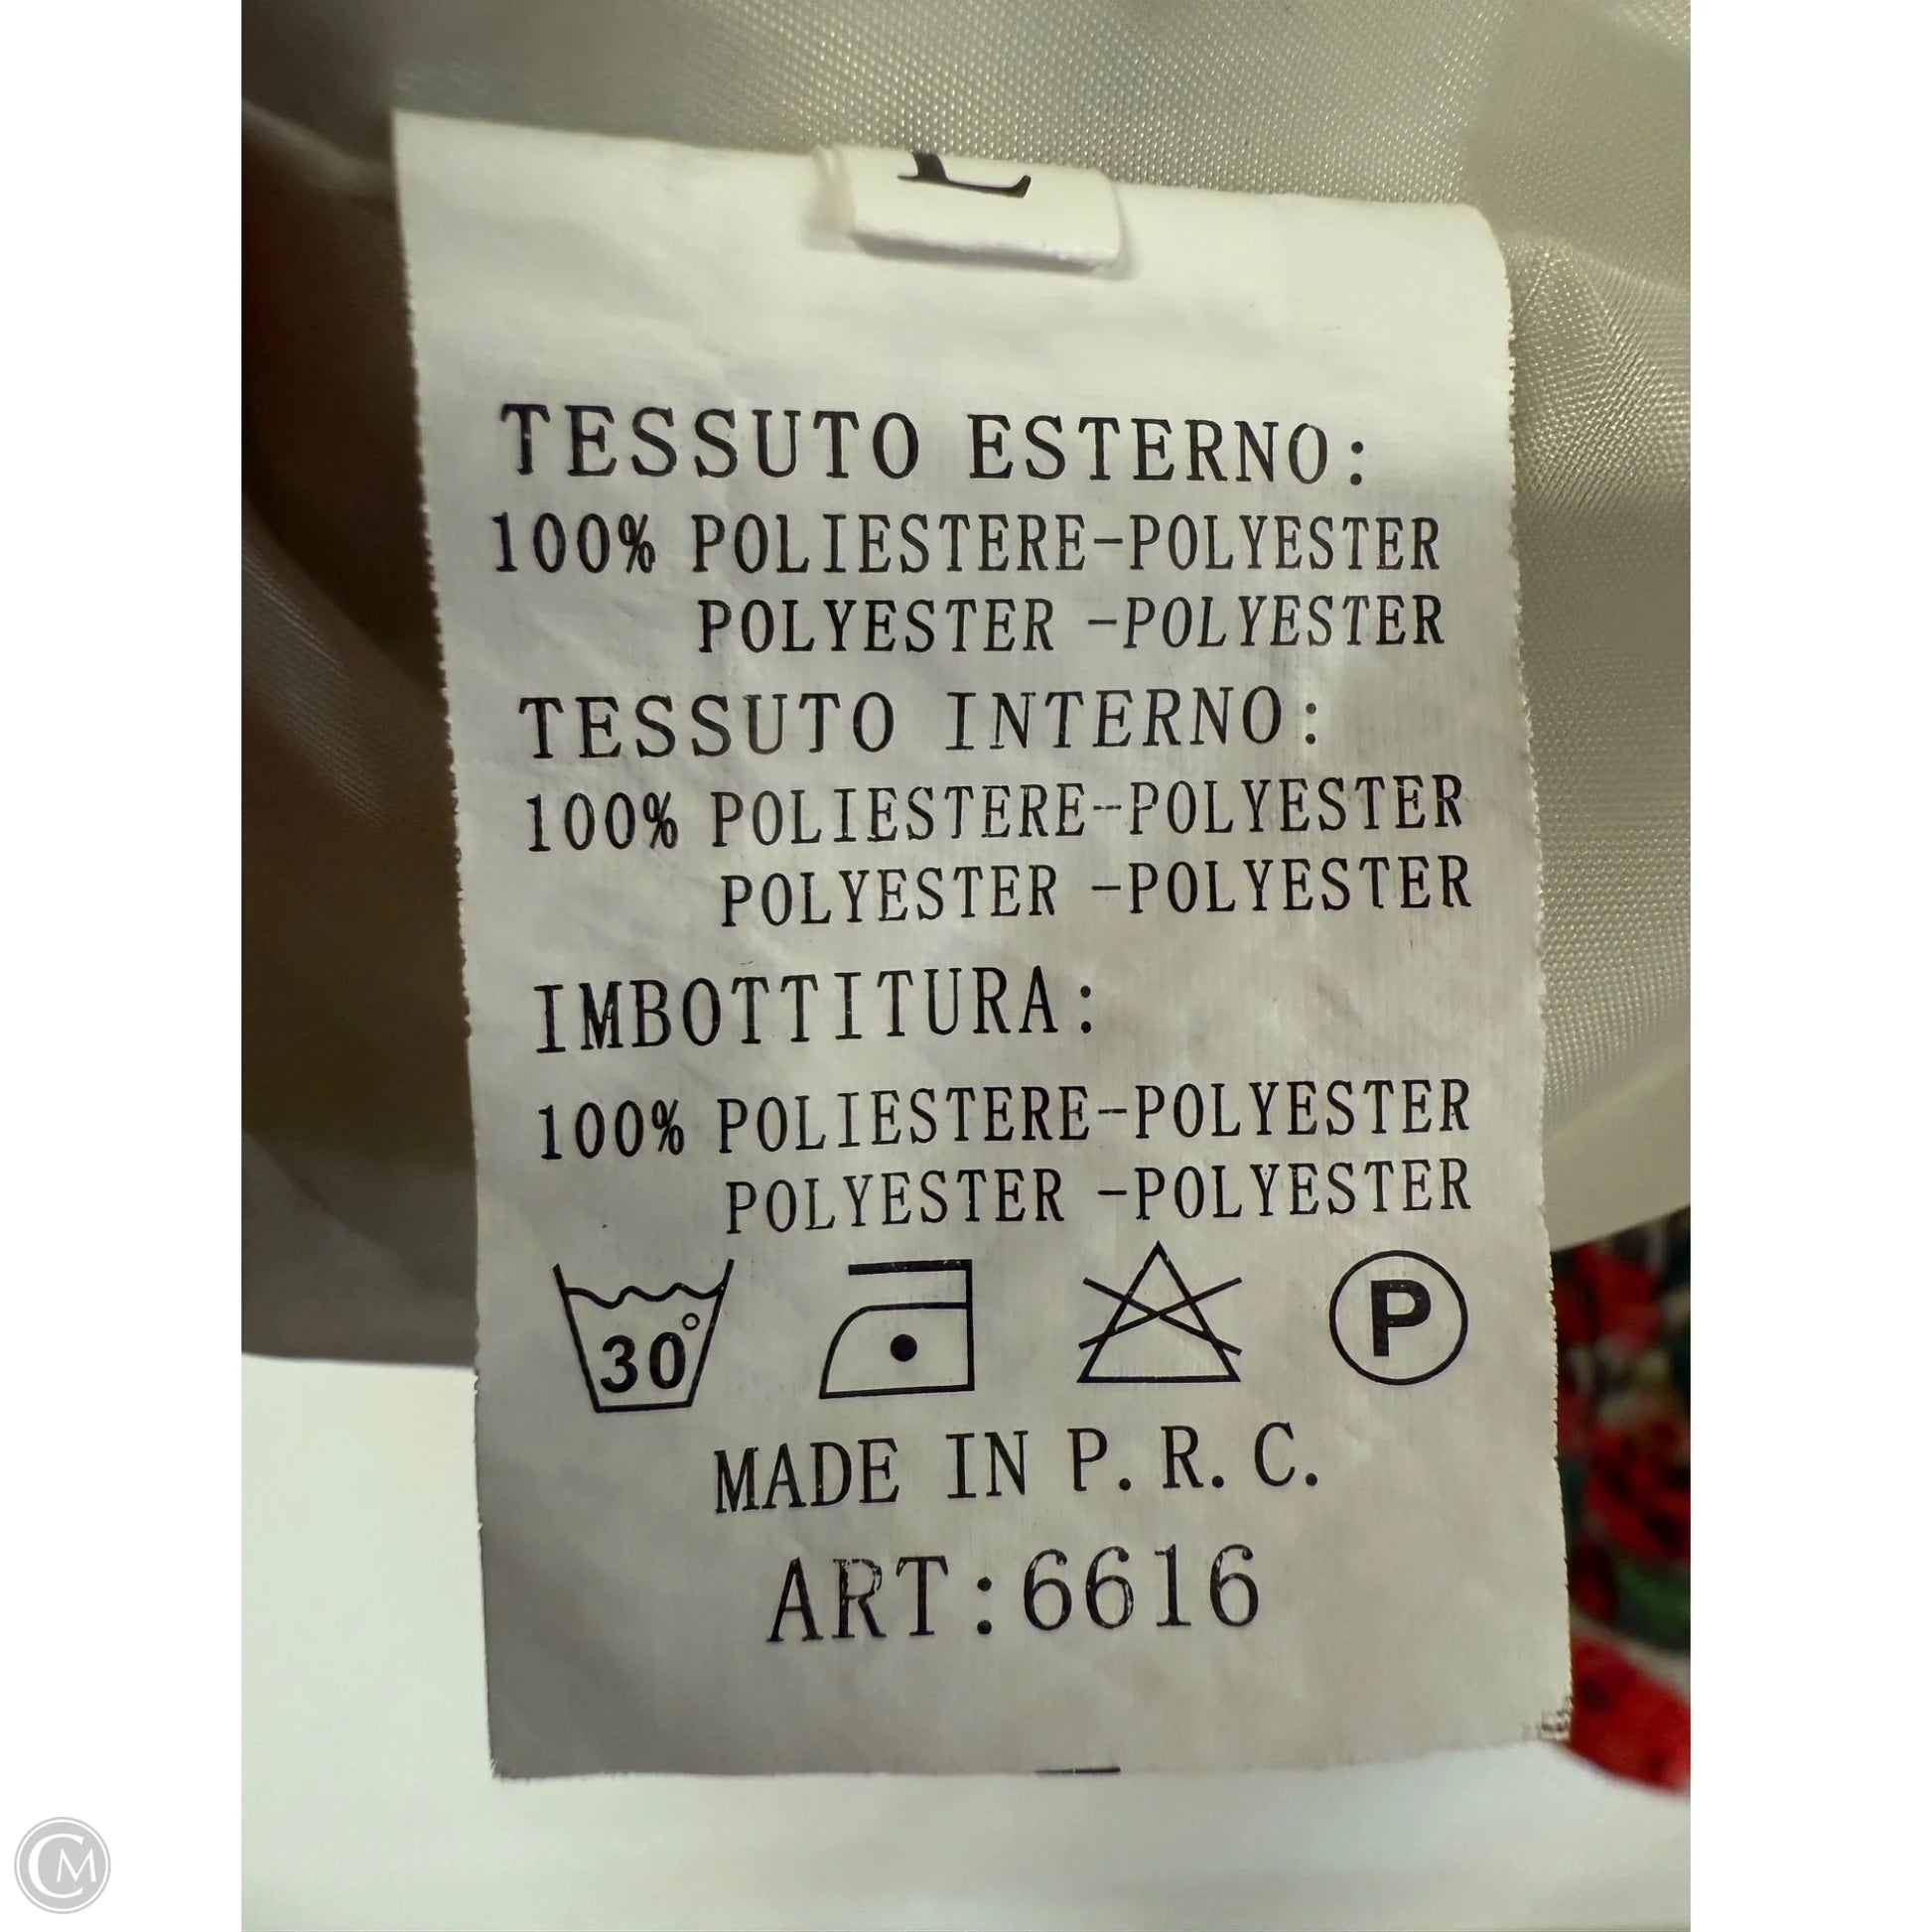 L
TESSUTO ESTERNO:
100% POLIESTERE-POLYESTER
POLYESTER -POLYESTER
TESSUTO INTERNO:
100% POLIESTERE-POLYESTER
POLYESTER -POLYESTER
IMBOTTITURA:
100% POLIESTERE-POLYESTER
POLYESTER -POLYESTER
30° P
MADE IN P.R.C.
ART:6616
CM